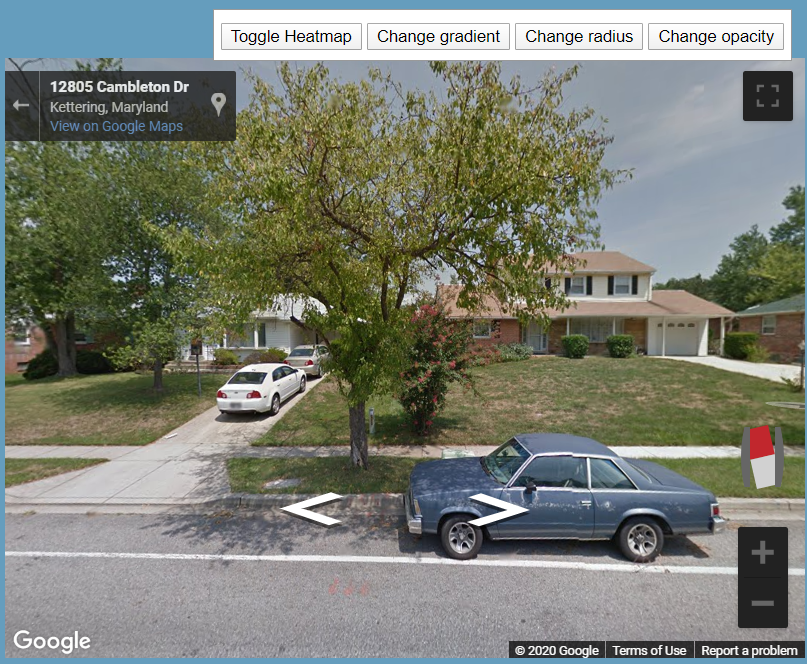 Toggle Heatmap
Change gradient
Change radius
Change opacity
12805 Cambleton Dr
Kettering, Maryland
View on Google Maps
Google
© 2020 Google
Terms of Use
Report a problem